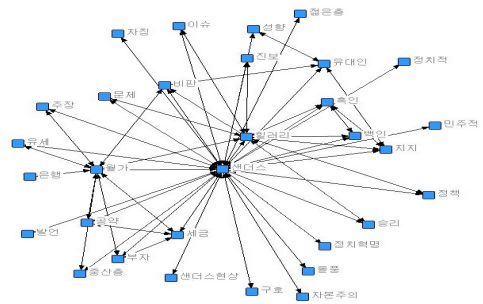 젊은층
자칭
이슈
성향
진보
유대인
정치적
비판
문제
흑인
주장
민주적
힐러리
백인
유세
지지
월가
샌더스
은행
정책
공약
승리
발언
세금
정치혁명
부자
중산층
돌풍
샌더스현상
구호
자본주의